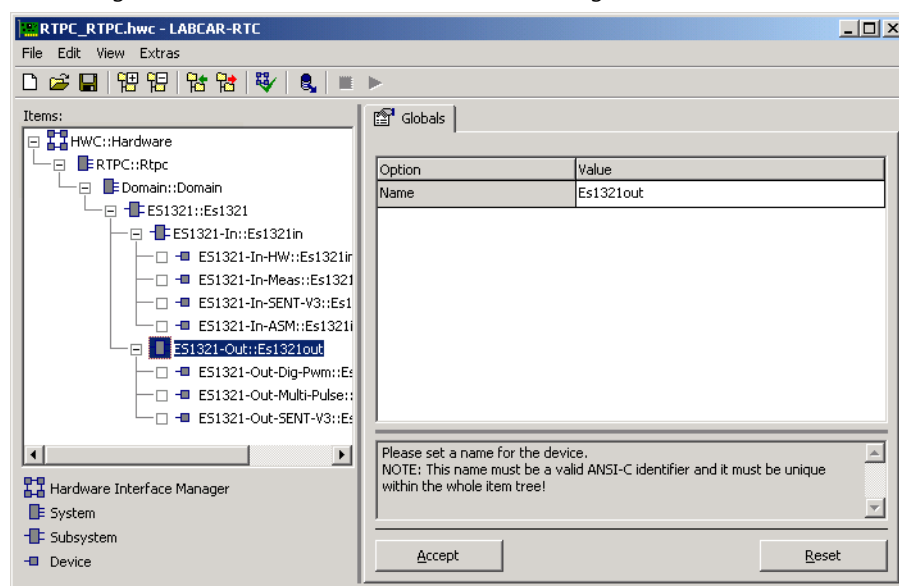 RTPC_RTPC.hwc - LABCAR-RTC
File Edit View Extras
Items:
HWC::Hardware
RTPC::Rtpc
Domain::Domain
ES1321::Es1321
ES1321-In::Es1321in
ES1321-In-HW::Es1321in
ES1321-In-Meas::Es1321
ES1321-In-SENT-V3::Es1
ES1321-In-ASM::Es1321i
ES1321-Out::Es1321out
ES1321-Out-Dig-Pwm::Es
ES1321-Out-Multi-Pulse::
ES1321-Out-SENT-V3::Es
Hardware Interface Manager
System
Subsystem
Device
Globals
Option Value
Name Es1321out
Please set a name for the device.
NOTE: This name must be a valid ANSI-C identifier and it must be unique
within the whole item tree!
Accept Reset